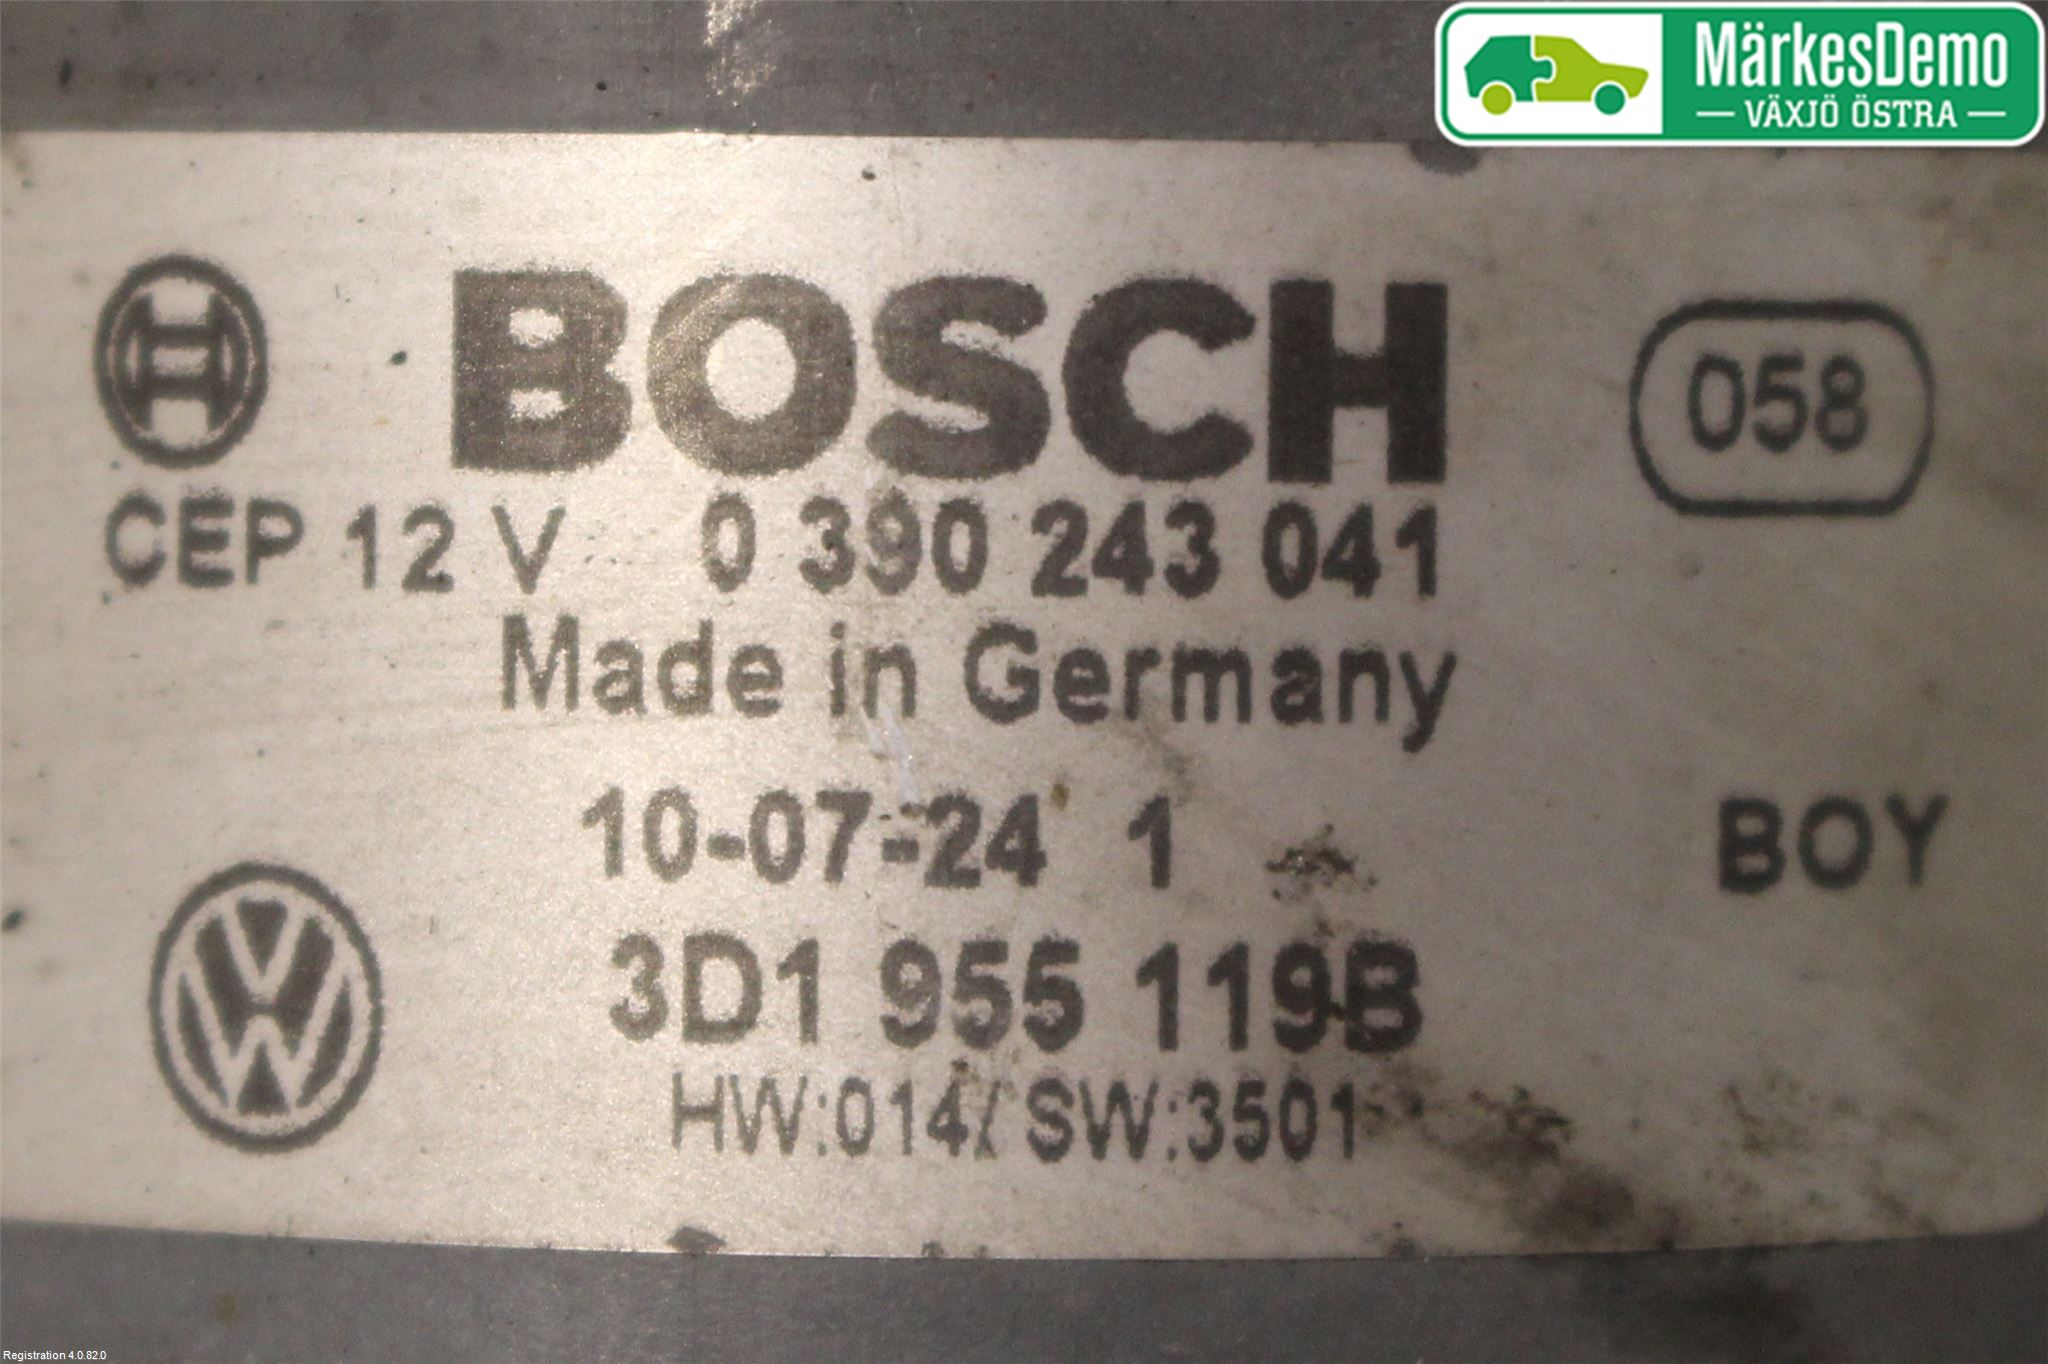 MärkesDemo
VÄXJÖ ÖSTRA
BOSCH
058
CEP 12 V 0 390 243 041
Made in Germany
10-07-24 1
BOY
3D1 955 119B
HW:014/ SW:3501
Registration 4.0.82.0